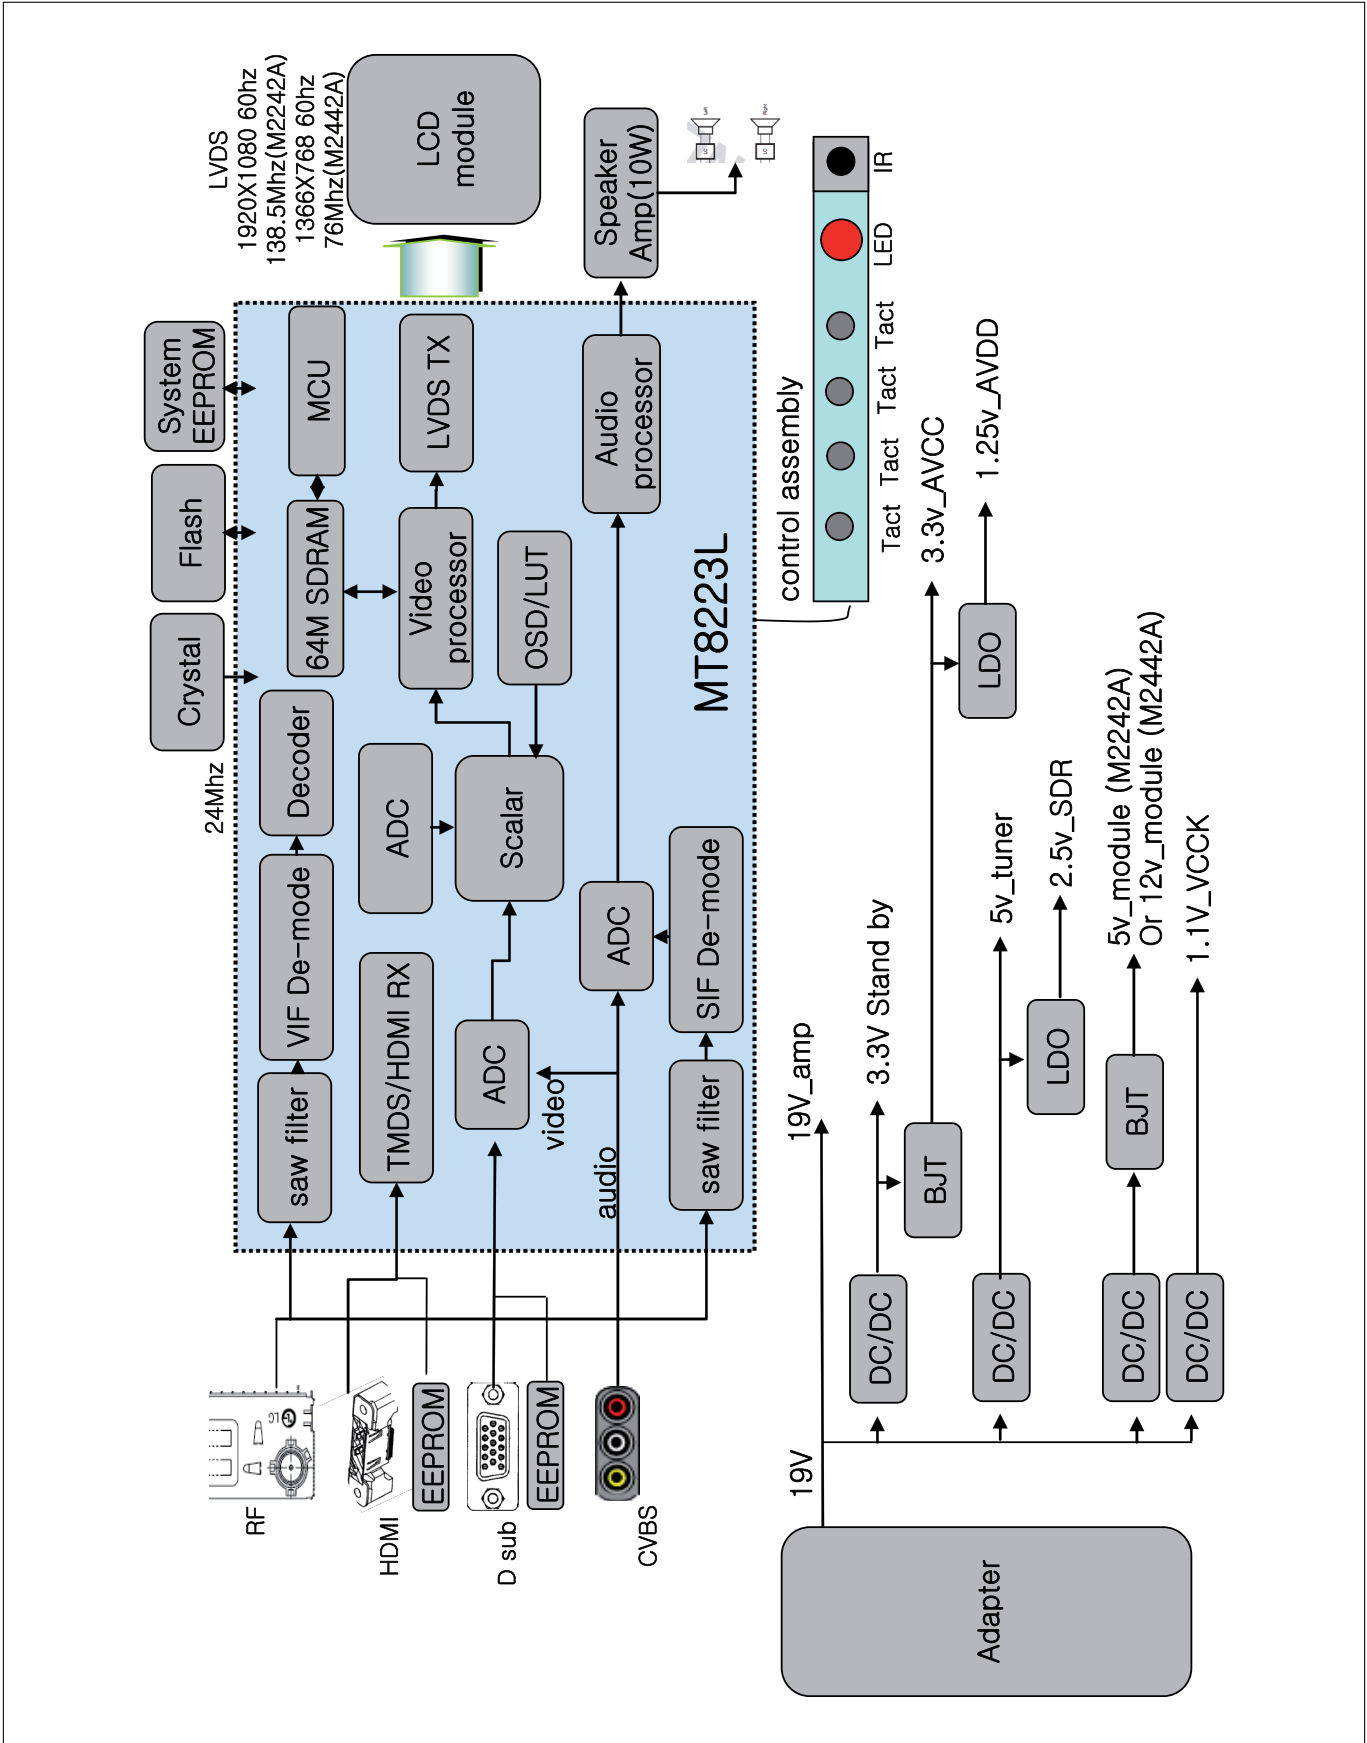 LVDS
1920X1080 60hz
138.5Mhz(M2242A)
1366X768 60hz
76Mhz(M2442A)
LCD
module
System
EEPROM
Flash
Crystal
24Mhz
MCU
64M SDRAM
Decoder
VIF De-mode
saw filter
LVDS TX
Video
processor
ADC
TMDS/HDMI RX
OSD/LUT
Scalar
ADC
video
Audio
processor
ADC
audio
SIF De-mode
saw filter
MT8223L
Speaker
Amp(10W)
Left
LC
Right
LC
RF
LG
HDMI
EEPROM
D sub
EEPROM
CVBS
control assembly
Tact
Tact
Tact
Tact
LED
IR
Adapter
19V
19V_amp
DC/DC
3.3V Stand by
BJT
3.3v_AVCC
LDO
1.25v_AVDD
DC/DC
5v_tuner
LDO
2.5v_SDR
DC/DC
BJT
5v_module (M2242A)
Or 12v_module (M2442A)
DC/DC
1.1V_VCCK